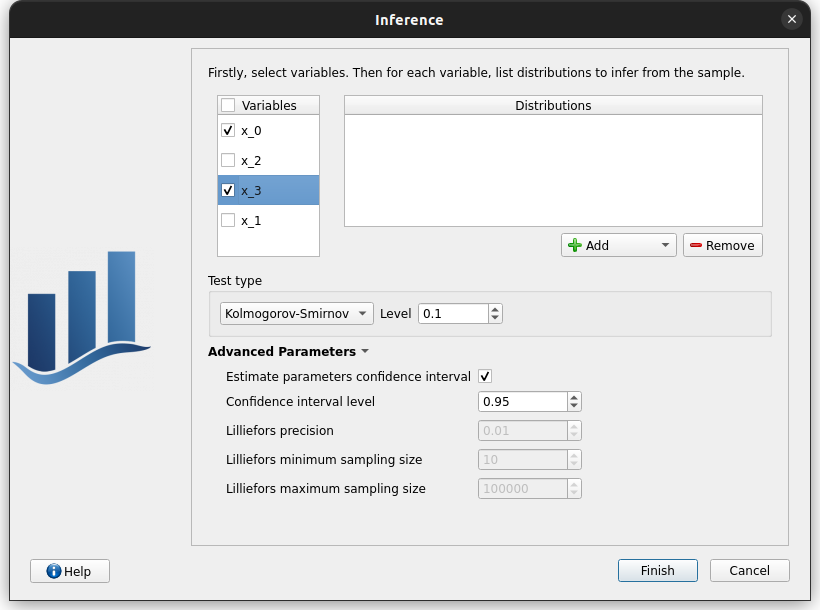 Inference
Firstly, select variables. Then for each variable, list distributions to infer from the sample.
Variables
Distributions
x_0
x_2
x_3
x_1
Add
Remove
Test type
Kolmogorov-Smirnov
Level
0.1
Advanced Parameters
Estimate parameters confidence interval
Confidence interval level
0.95
Lilliefors precision
0.01
Lilliefors minimum sampling size
10
Lilliefors maximum sampling size
100000
Help
Finish
Cancel